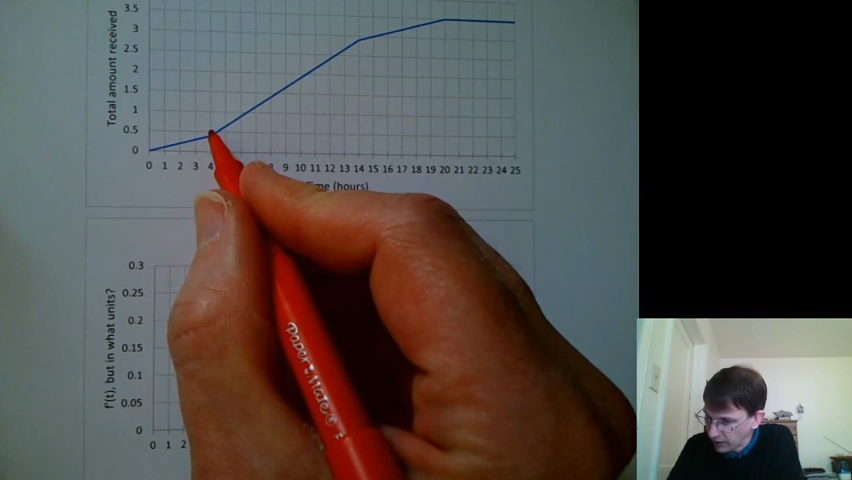 3.5
3
2.5
2
1.5
1
0.5
0
Total amount received
0 1 2 3 4 8 9 10 11 12 13 14 15 16 17 18 19 20 21 22 23 24 25
Time (hours)
0.3
0.25
0.2
0.15
0.1
0.05
0
f'(t), but in what units?
0 1 2
Paper:Mate